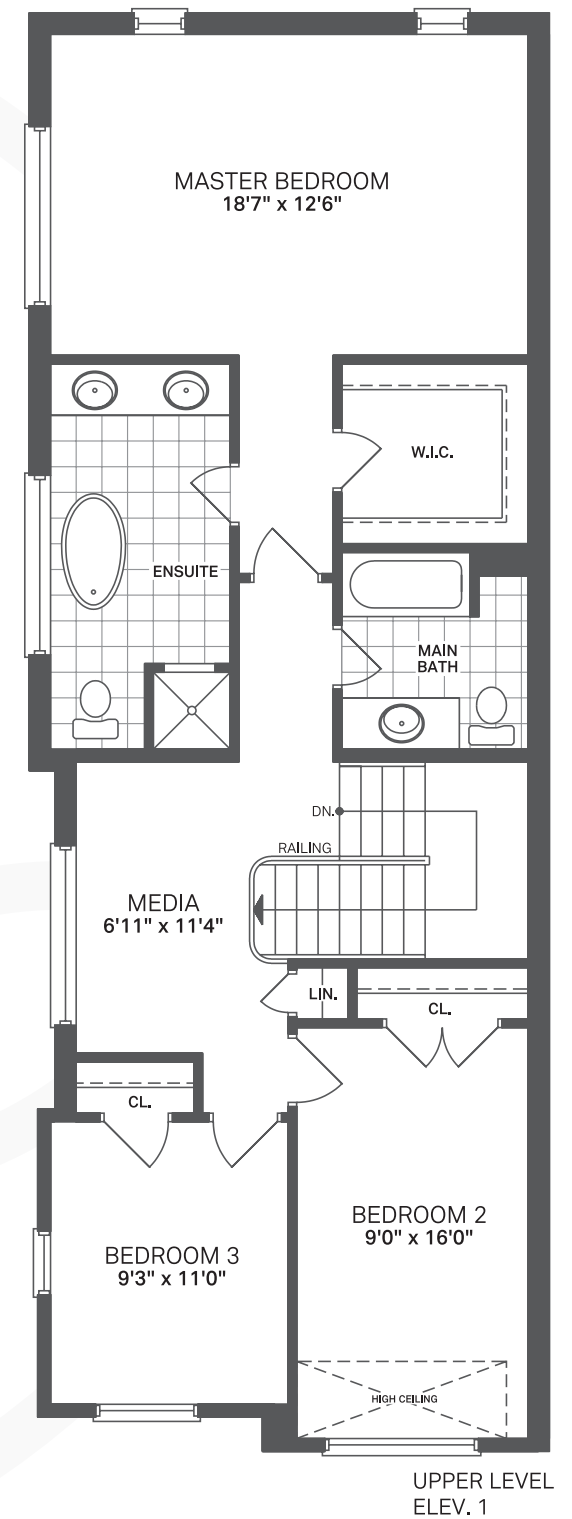 MASTER BEDROOM
18'7" x 12'6"
W.I.C.
ENSUITE
MAIN
BATH
DN.
RAILING
MEDIA
6'11" x 11'4"
LIN.
CL.
CL.
BEDROOM 2
9'0" x 16'0"
BEDROOM 3
9'3" x 11'0"
HIGH CEILING
UPPER LEVEL
ELEV. 1